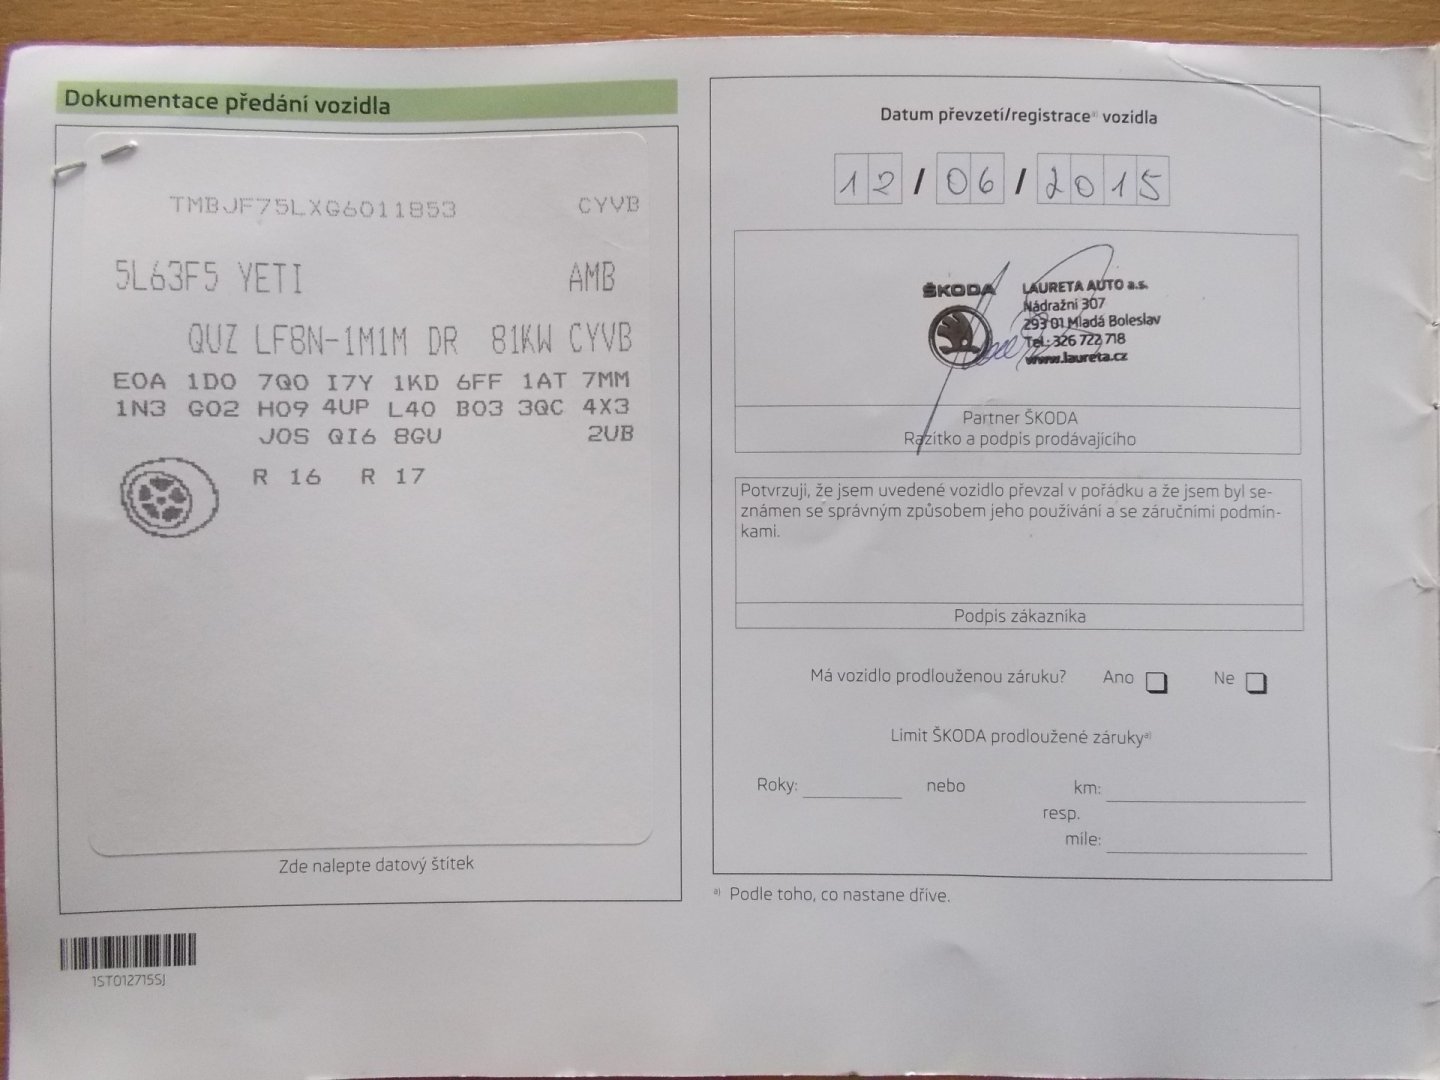 Dokumentace předání vozidla
TMBJF75LXG6011853 CYVB
5L63F5 YETI AMB
QUZ LF8N-1M1M DR 81KW CYVB
E0A 1D0 7Q0 I7Y 1KD 6FF 1AT 7MM
1N3 G02 H09 4UP L40 B03 3QC 4X3
J0S QI6 8GU 2UB
R 16 R 17
Zde nalepte datový štítek
1ST012715SJ
Datum převzetí/registrace a) vozidla
12/06/2015
ŠKODA
LAURETA AUTO a.s.
Nádražní 307
293 01 Mladá Boleslav
Tel.: 326 722 718
www.laureta.cz
Partner ŠKODA
Razítko a podpis prodávajícího
Potvrzuji, že jsem uvedené vozidlo převzal v pořádku a že jsem byl se-
známen se správným způsobem jeho používání a se záručními podmín-
kami.
Podpis zákazníka
Má vozidlo prodlouženou záruku? Ano Ne
Limit ŠKODA prodloužené záruky a)
Roky: nebo km:
resp.
míle:
a) Podle toho, co nastane dříve.